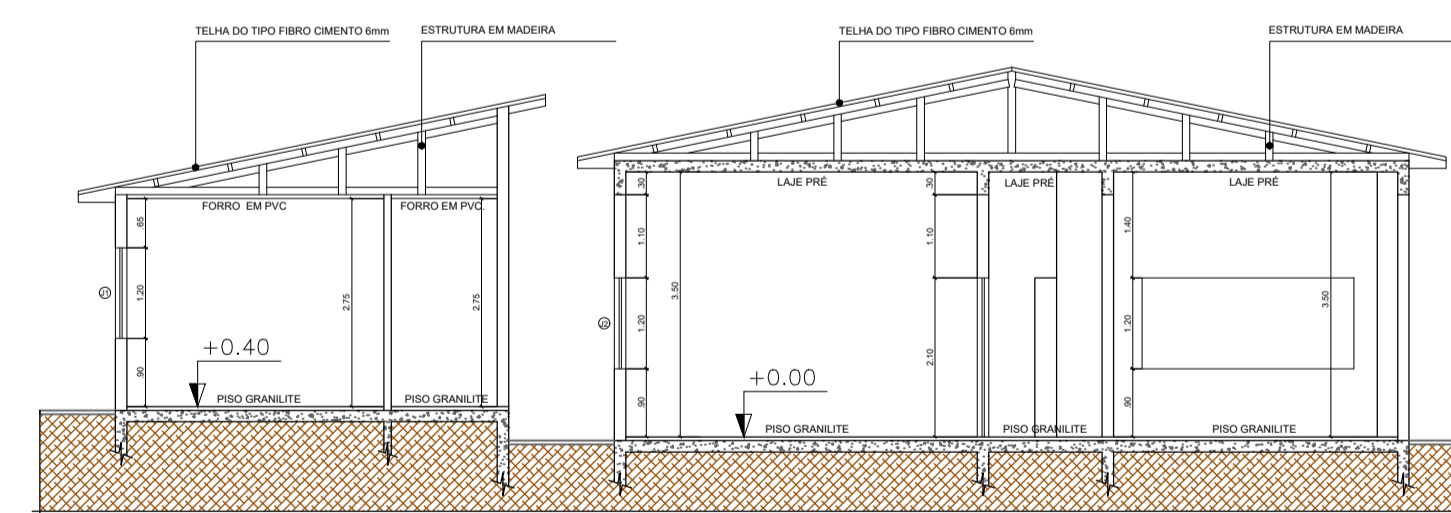 TELHA DO TIPO FIBRO CIMENTO 6mm
ESTRUTURA EM MADEIRA
TELHA DO TIPO FIBRO CIMENTO 6mm
ESTRUTURA EM MADEIRA
FORRO EM PVC
FORRO EM PVC.
LAJE PRÉ
LAJE PRÉ
LAJE PRÉ
.65
1.20
.90
J1
2.75
2.75
+0.40
PISO GRANILITE
PISO GRANILITE
.30
1.10
1.20
.90
3.50
.30
1.10
2.10
1.40
1.20
.90
3.50
+0.00
PISO GRANILITE
PISO GRANILITE
PISO GRANILITE